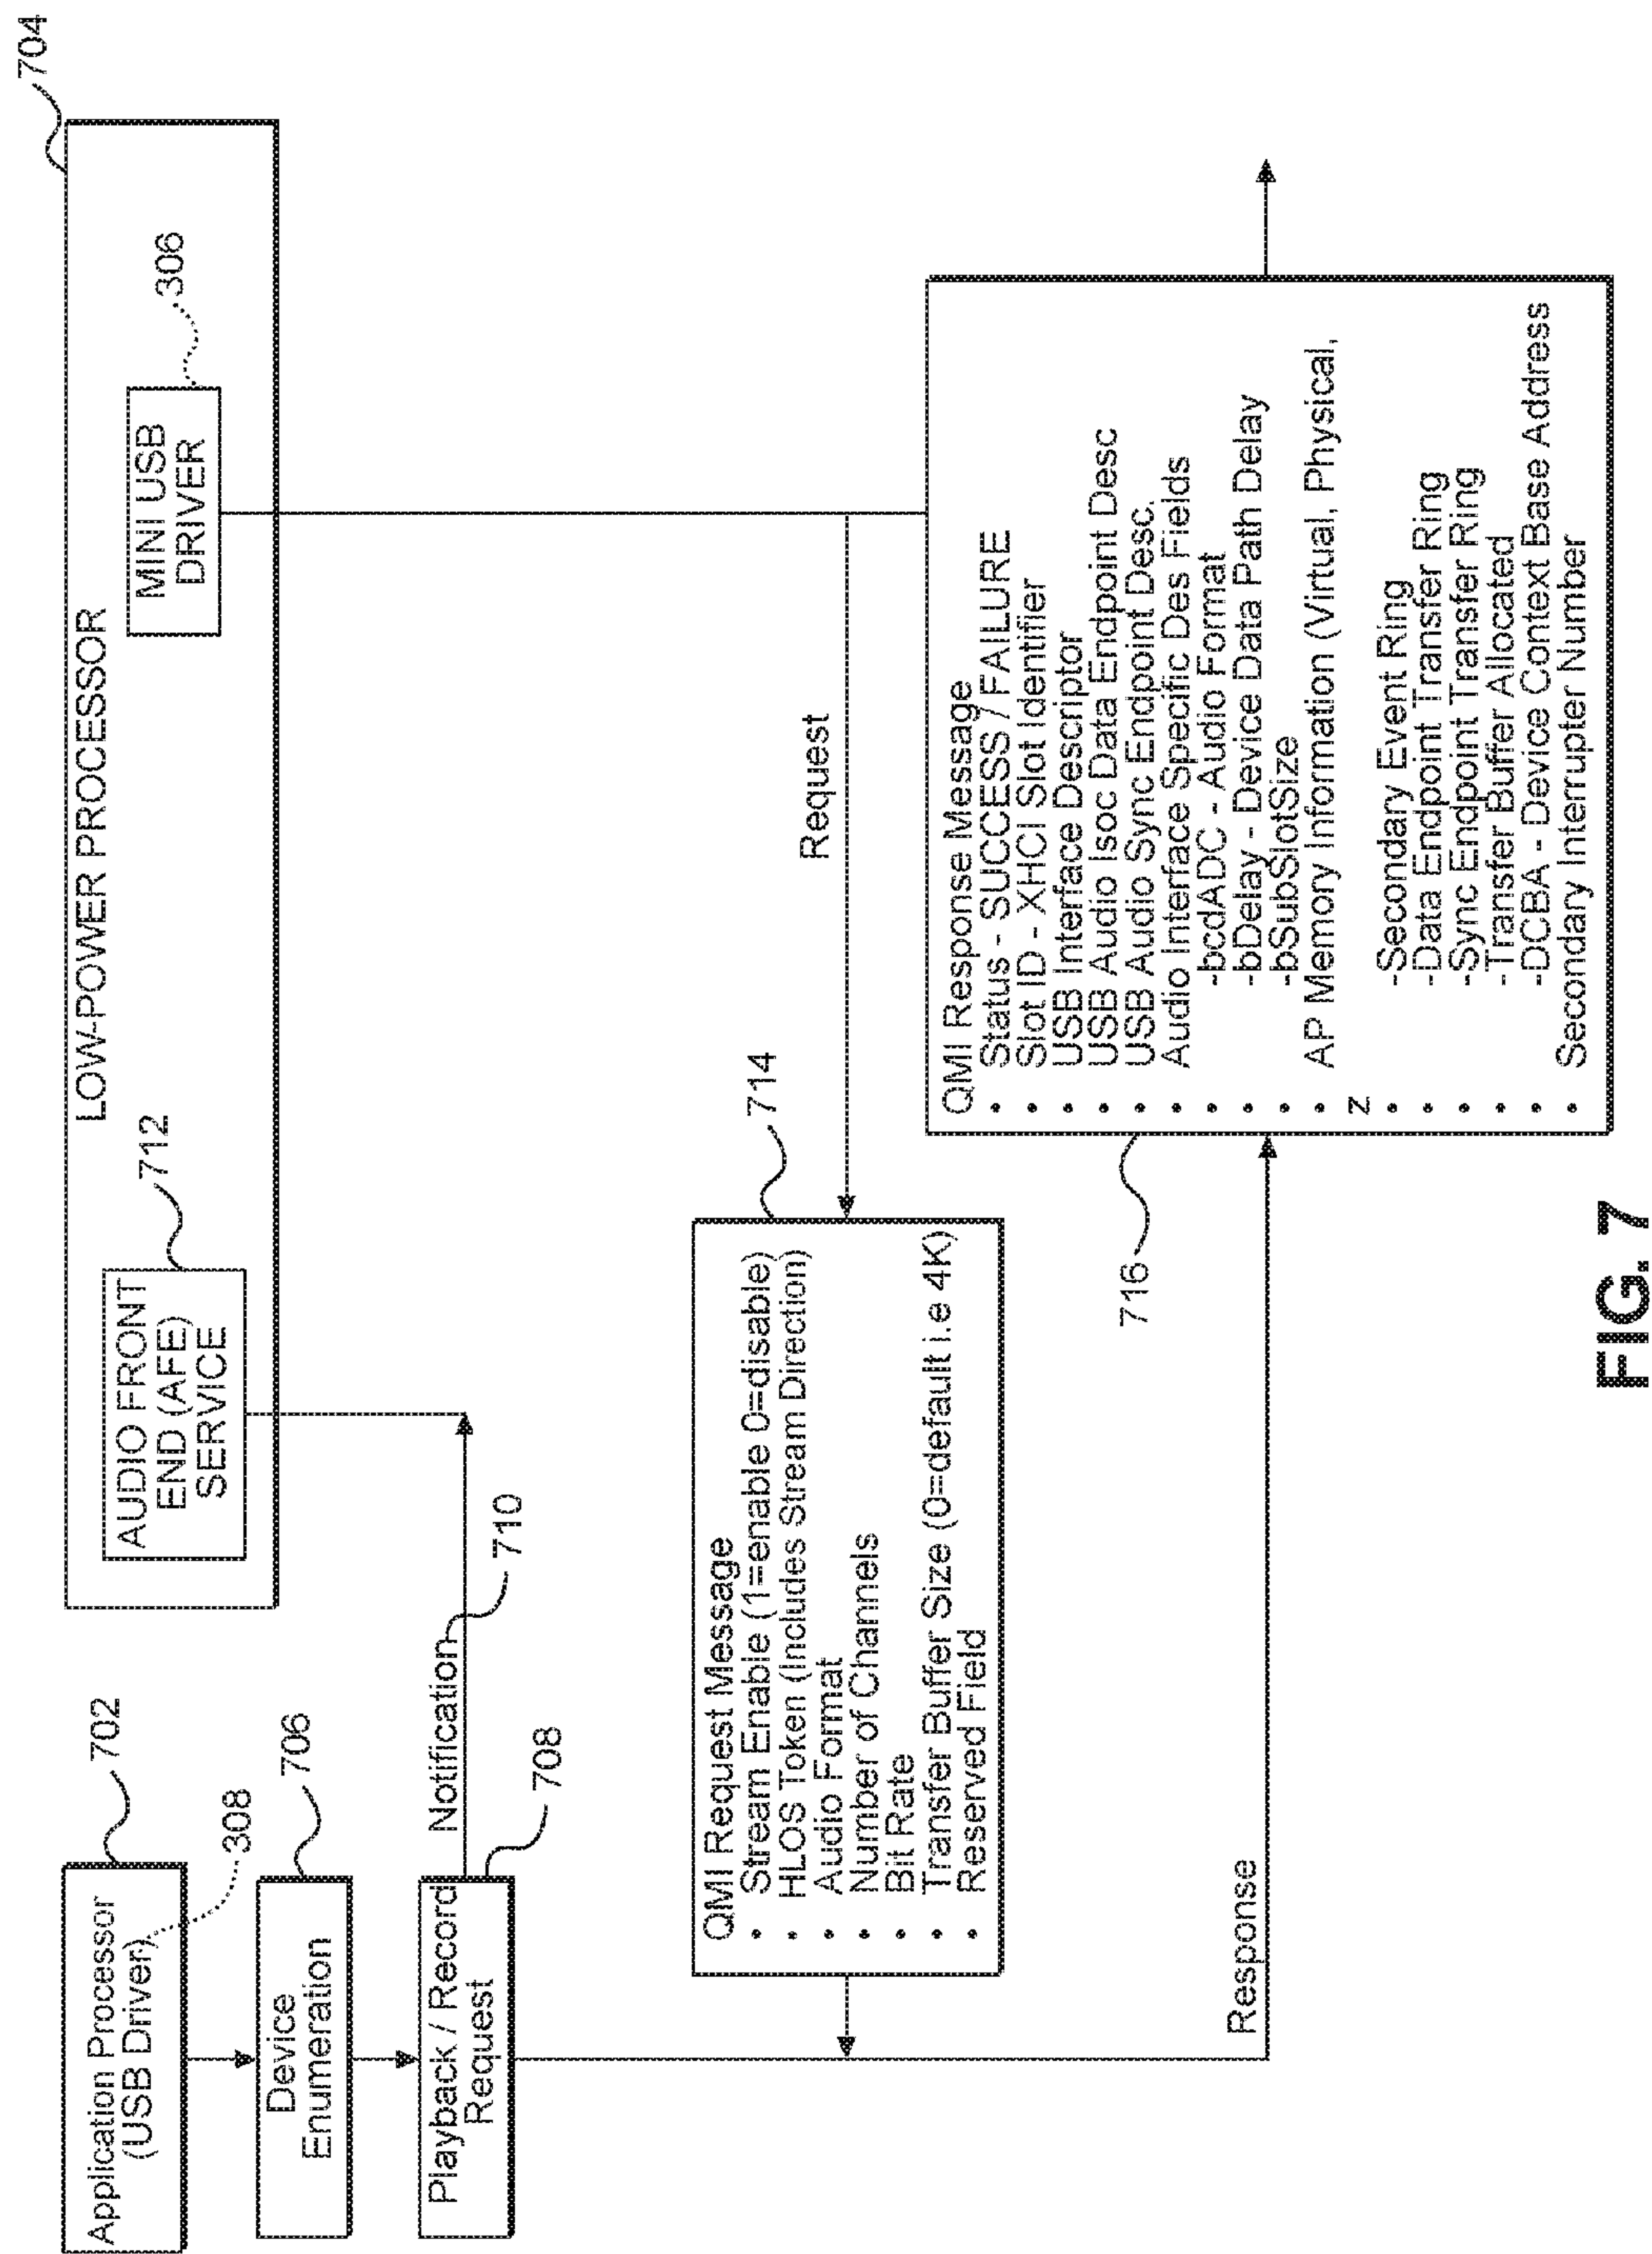 704
LOW-POWER PROCESSOR
306
MINI USB
DRIVER
712
AUDIO FRONT
END (AFE)
SERVICE
702
Application Processor
(USB Driver)
308
706
Device
Enumeration
Notification
710
708
Playback / Record
Request
Request
714
QMI Request Message
• Stream Enable (1=enable 0=disable)
• HLOS Token (Includes Stream Direction)
• Audio Format
• Number of Channels
• Bit Rate
• Transfer Buffer Size (0=default i.e 4K)
• Reserved Field
Response
716
QMI Response Message
• Status - SUCCESS / FAILURE
• Slot ID - XHCI Slot Identifier
• USB Interface Descriptor
• USB Audio Isoc Data Endpoint Desc
• USB Audio Sync Endpoint Desc.
• Audio Interface Specific Des Fields
• -bcdADC - Audio Format
• -bDelay - Device Data Path Delay
• -bSubSlotSize
• AP Memory Information (Virtual, Physical,
z
• -Secondary Event Ring
• -Data Endpoint Transfer Ring
• -Sync Endpoint Transfer Ring
• -Transfer Buffer Allocated
• -DCBA - Device Context Base Address
• Secondary Interrupter Number
FIG. 7